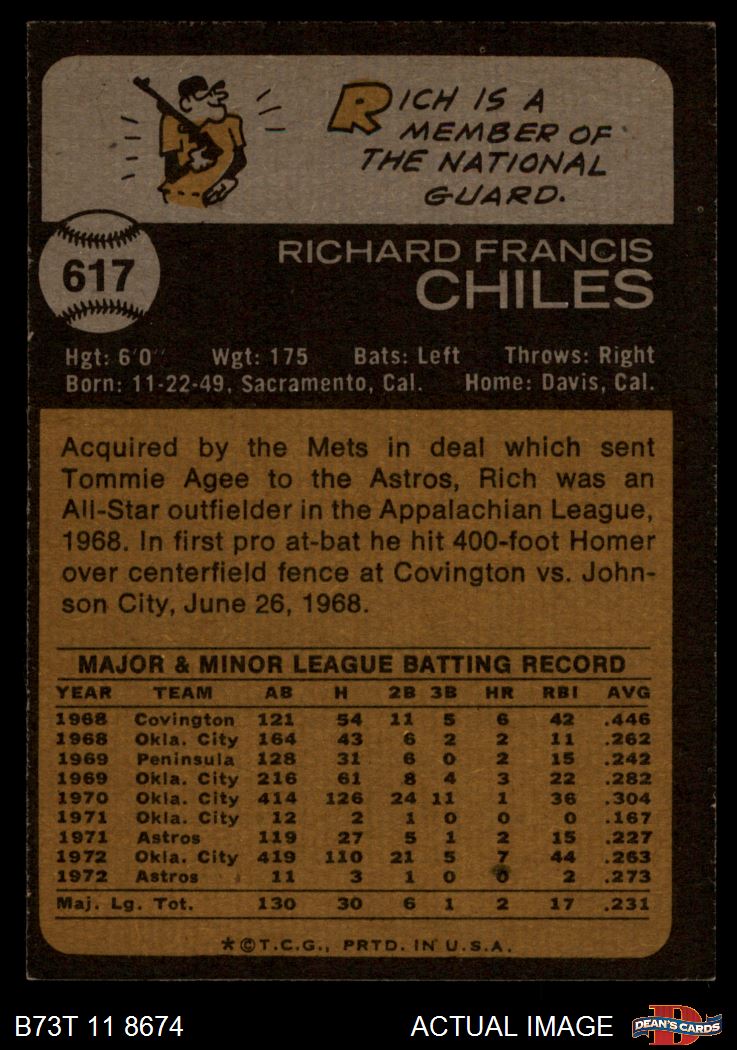 RICH IS A
MEMBER OF
THE NATIONAL
GUARD.
617
RICHARD FRANCIS
CHILES
Hgt: 6'0" Wgt: 175 Bats: Left Throws: Right
Born: 11-22-49, Sacramento, Cal. Home: Davis, Cal.
Acquired by the Mets in deal which sent
Tommie Agee to the Astros, Rich was an
All-Star outfielder in the Appalachian League,
1968. In first pro at-bat he hit 400-foot Homer
over centerfield fence at Covington vs. John-
son City, June 26, 1968.
MAJOR & MINOR LEAGUE BATTING RECORD
YEAR TEAM AB H 2B 3B HR RBI AVG
1968 Covington 121 54 11 5 6 42 .446
1968 Okla. City 164 43 6 2 2 11 .262
1969 Peninsula 128 31 6 0 2 15 .242
1969 Okla. City 216 61 8 4 3 22 .282
1970 Okla. City 414 126 24 11 1 36 .304
1971 Okla. City 12 2 1 0 0 0 .167
1971 Astros 119 27 5 1 2 15 .227
1972 Okla. City 419 110 21 5 7 44 .263
1972 Astros 11 3 1 0 0 2 .273
Maj. Lg. Tot. 130 30 6 1 2 17 .231
*©T.C.G., PRTD. IN U.S.A.
B73T 11 8674 ACTUAL IMAGE DEAN'S CARDS